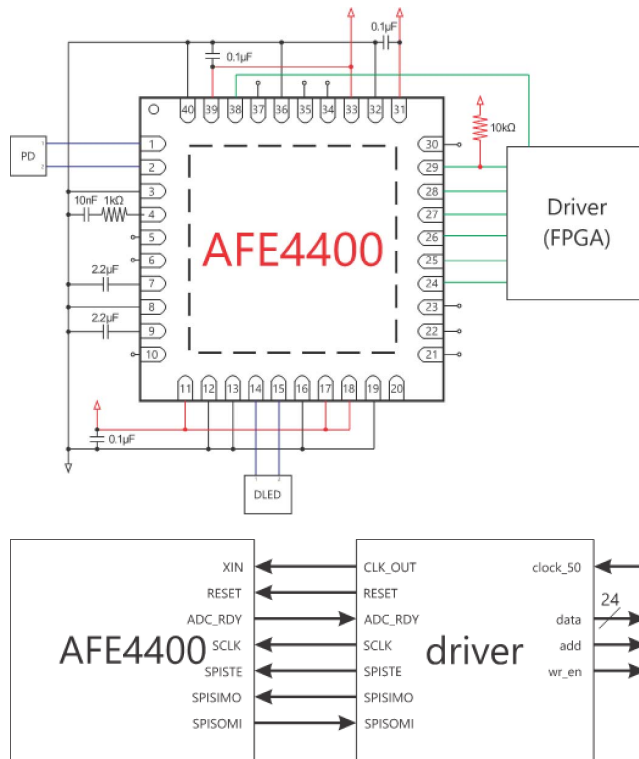 0.1μF
0.1μF
40 39 38 37 36 35 34 33 32 31
10kΩ
PD
1
2
1
2
3
4
5
6
7
8
9
10
10nF 1kΩ
2.2μF
2.2μF
AFE4400
30
29
28
27
26
25
24
23
22
21
Driver
(FPGA)
11 12 13 14 15 16 17 18 19 20
0.1μF
1 2
DLED
AFE4400
XIN
RESET
ADC_RDY
SCLK
SPISTE
SPISIMO
SPISOMI
driver
CLK_OUT
RESET
ADC_RDY
SCLK
SPISTE
SPISIMO
SPISOMI
clock_50
24
data
add
wr_en